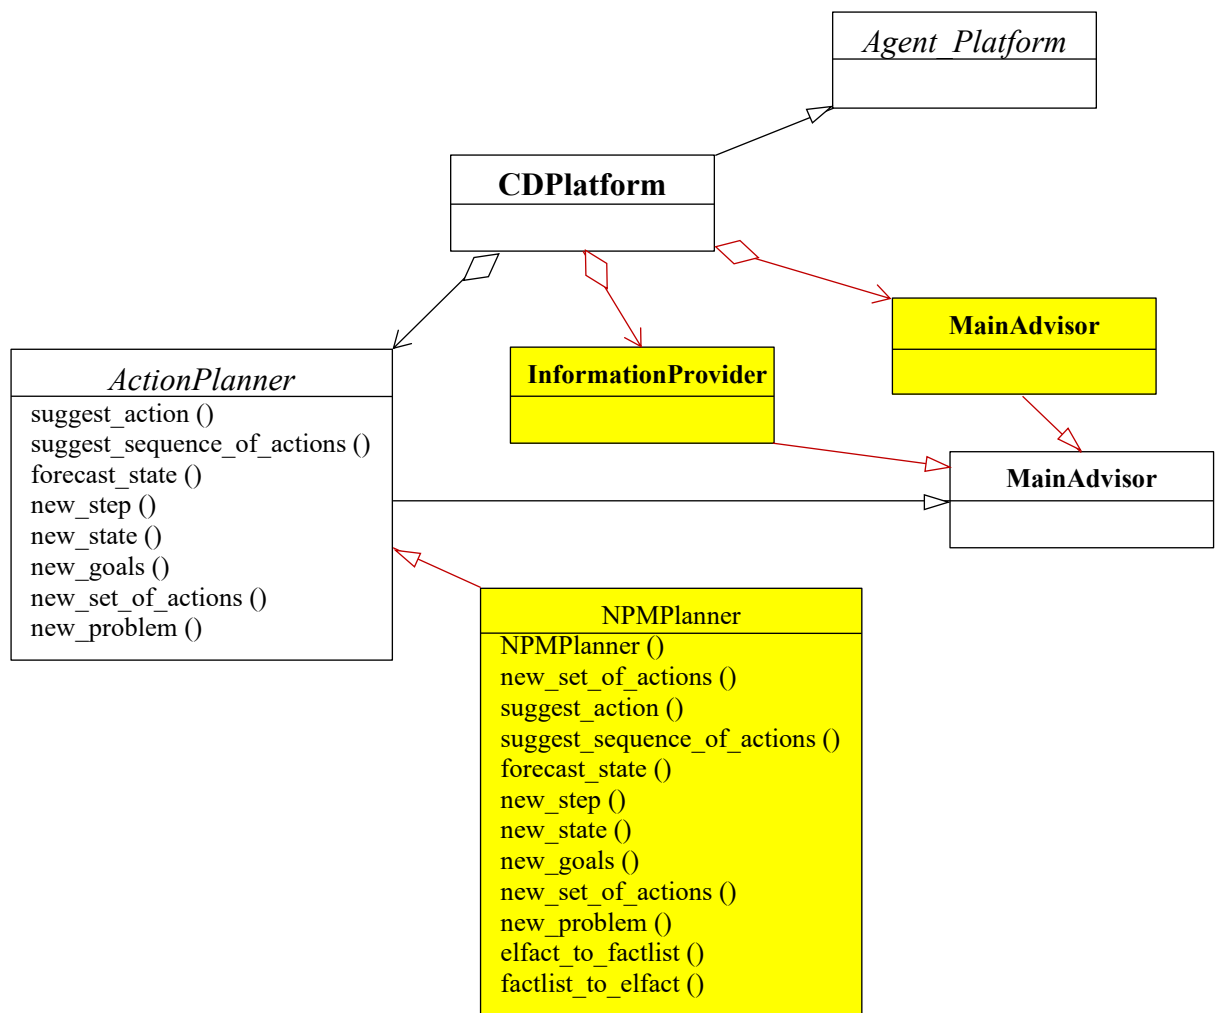 Agent_Platform
CDPlatform
MainAdvisor
InformationProvider
ActionPlanner
suggest_action ()
suggest_sequence_of_actions ()
forecast_state ()
new_step ()
new_state ()
new_goals ()
new_set_of_actions ()
new_problem ()
MainAdvisor
NPMPlanner
NPMPlanner ()
new_set_of_actions ()
suggest_action ()
suggest_sequence_of_actions ()
forecast_state ()
new_step ()
new_state ()
new_goals ()
new_set_of_actions ()
new_problem ()
elfact_to_factlist ()
factlist_to_elfact ()